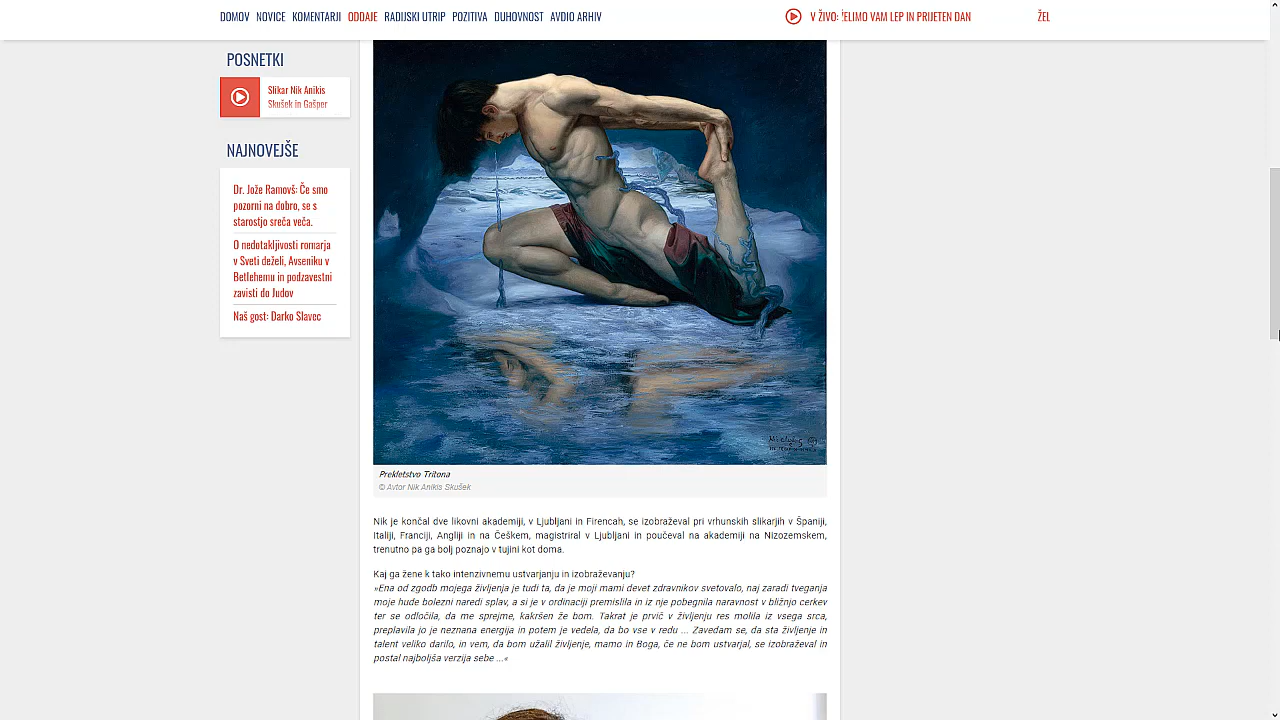 DOMOV NOVICE KOMENTARJI ODDAJE RADIJSKI UTRIP POZITIVA DUHOVNOST AVDIO ARHIV
V ŽIVO: ŽELIMO VAM LEP IN PRIJETEN DAN ŽEL
POSNETKI
Slikar Nik Anikis
Skušek in Gašper
NAJNOVEJŠE
Dr. Jože Ramovš: Če smo
pozorni na dobro, se s
starostjo sreča veča.
O nedotakljivosti romarja
v Sveti deželi, Avseniku v
Betlehemu in podzavestni
zavisti do Judov
Naš gost: Darko Slavec
Prekletstvo Tritona
© Avtor Nik Anikis Skušek
Nik je končal dve likovni akademiji, v Ljubljani in Firencah, se izobraževal pri vrhunskih slikarjih v Španiji,
Italiji, Franciji, Angliji in na Češkem, magistriral v Ljubljani in poučeval na akademiji na Nizozemskem,
trenutno pa ga bolj poznajo v tujini kot doma.
Kaj ga žene k tako intenzivnemu ustvarjanju in izobraževanju?
»Ena od zgodb mojega življenja je tudi ta, da je moji mami devet zdravnikov svetovalo, naj zaradi tveganja
moje hude bolezni naredi splav, a si je v ordinaciji premislila in iz nje pobegnila naravnost v bližnjo cerkev
ter se odločila, da me sprejme, kakršen že bom. Takrat je prvič v življenju res molila iz vsega srca,
preplavila jo je neznana energija in potem je vedela, da bo vse v redu ... Zavedam se, da sta življenje in
talent veliko darilo, in vem, da bom užalil življenje, mamo in Boga, če ne bom ustvarjal, se izobraževal in
postal najboljša verzija sebe ...«